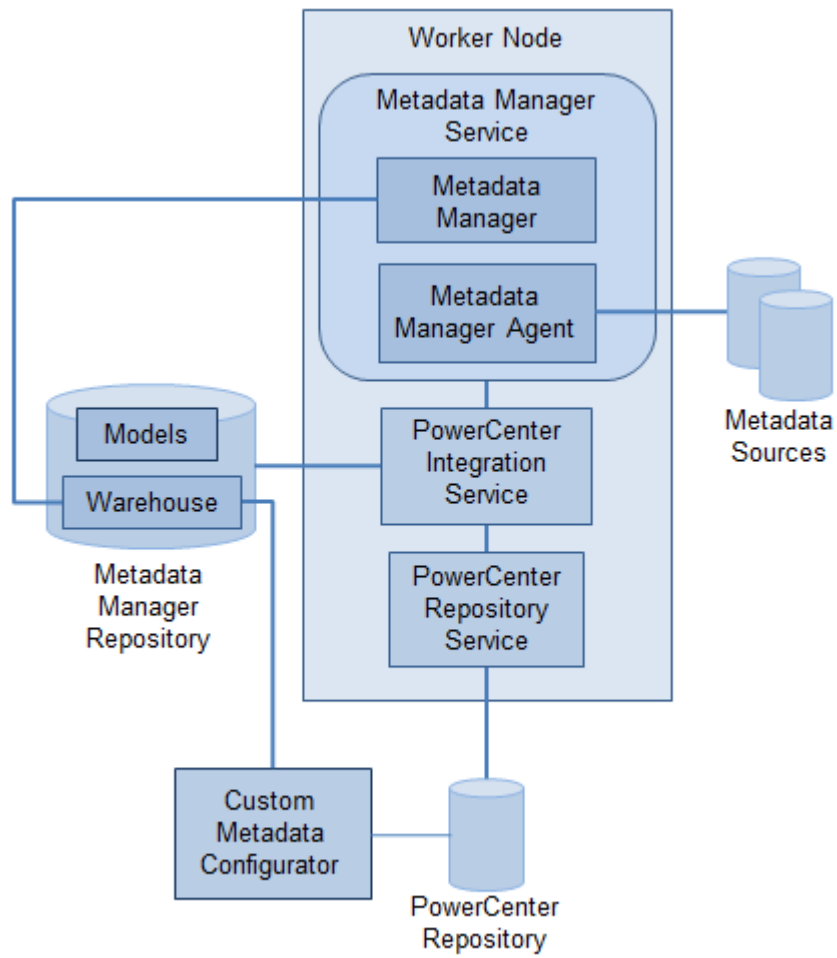 Worker Node
Metadata Manager
Service
Metadata
Manager
Metadata
Manager Agent
Metadata
Sources
Models
Warehouse
Metadata
Manager
Repository
PowerCenter
Integration
Service
PowerCenter
Repository
Service
Custom
Metadata
Configurator
PowerCenter
Repository